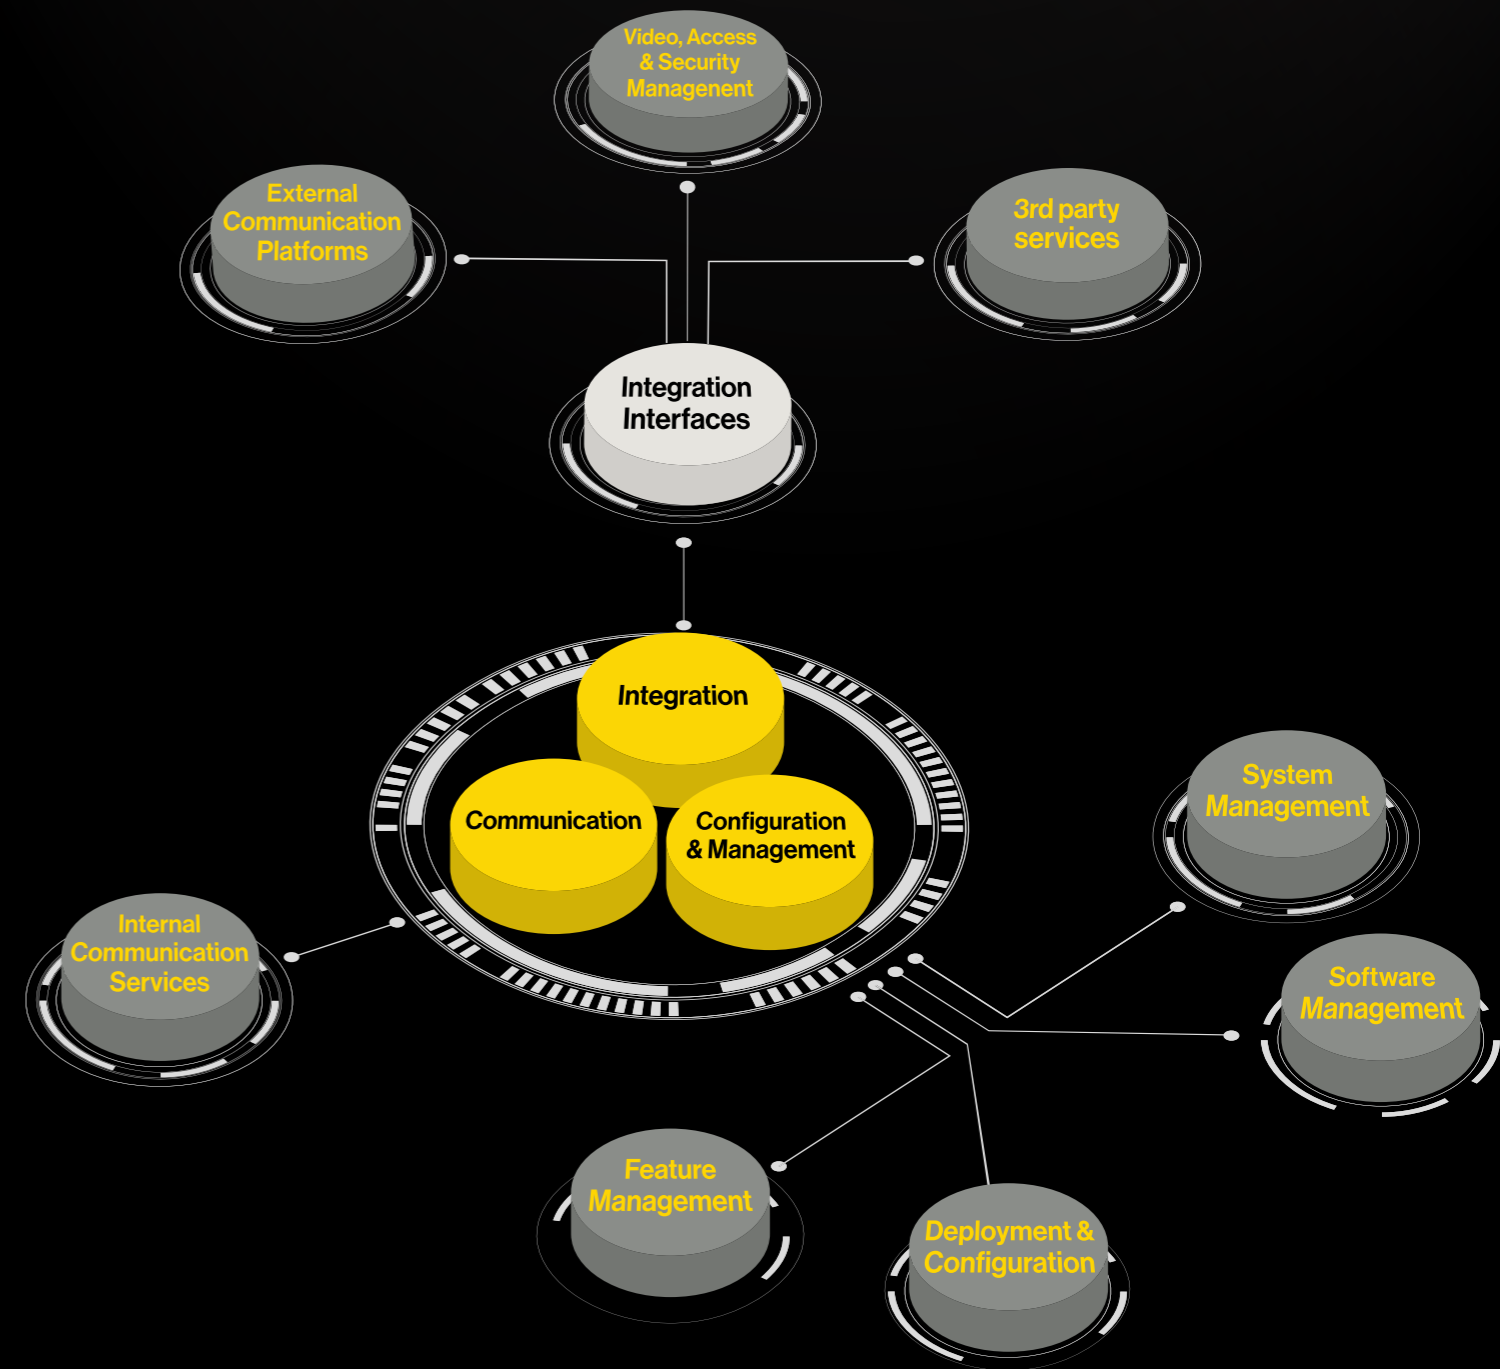 Video, Access
& Security
Management
External
Communication
Platforms
3rd party
services
Integration
Interfaces
Integration
Communication
Configuration
& Management
System
Management
Internal
Communication
Services
Software
Management
Feature
Management
Deployment &
Configuration